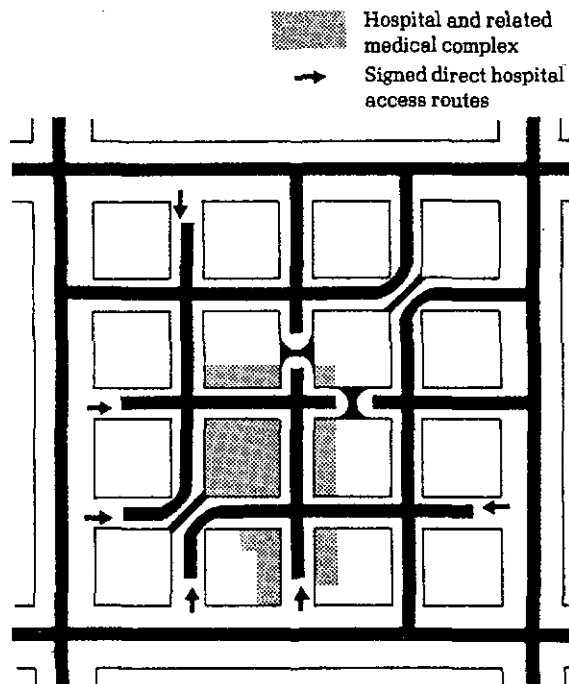 Hospital and related
medical complex
Signed direct hospital
access routes